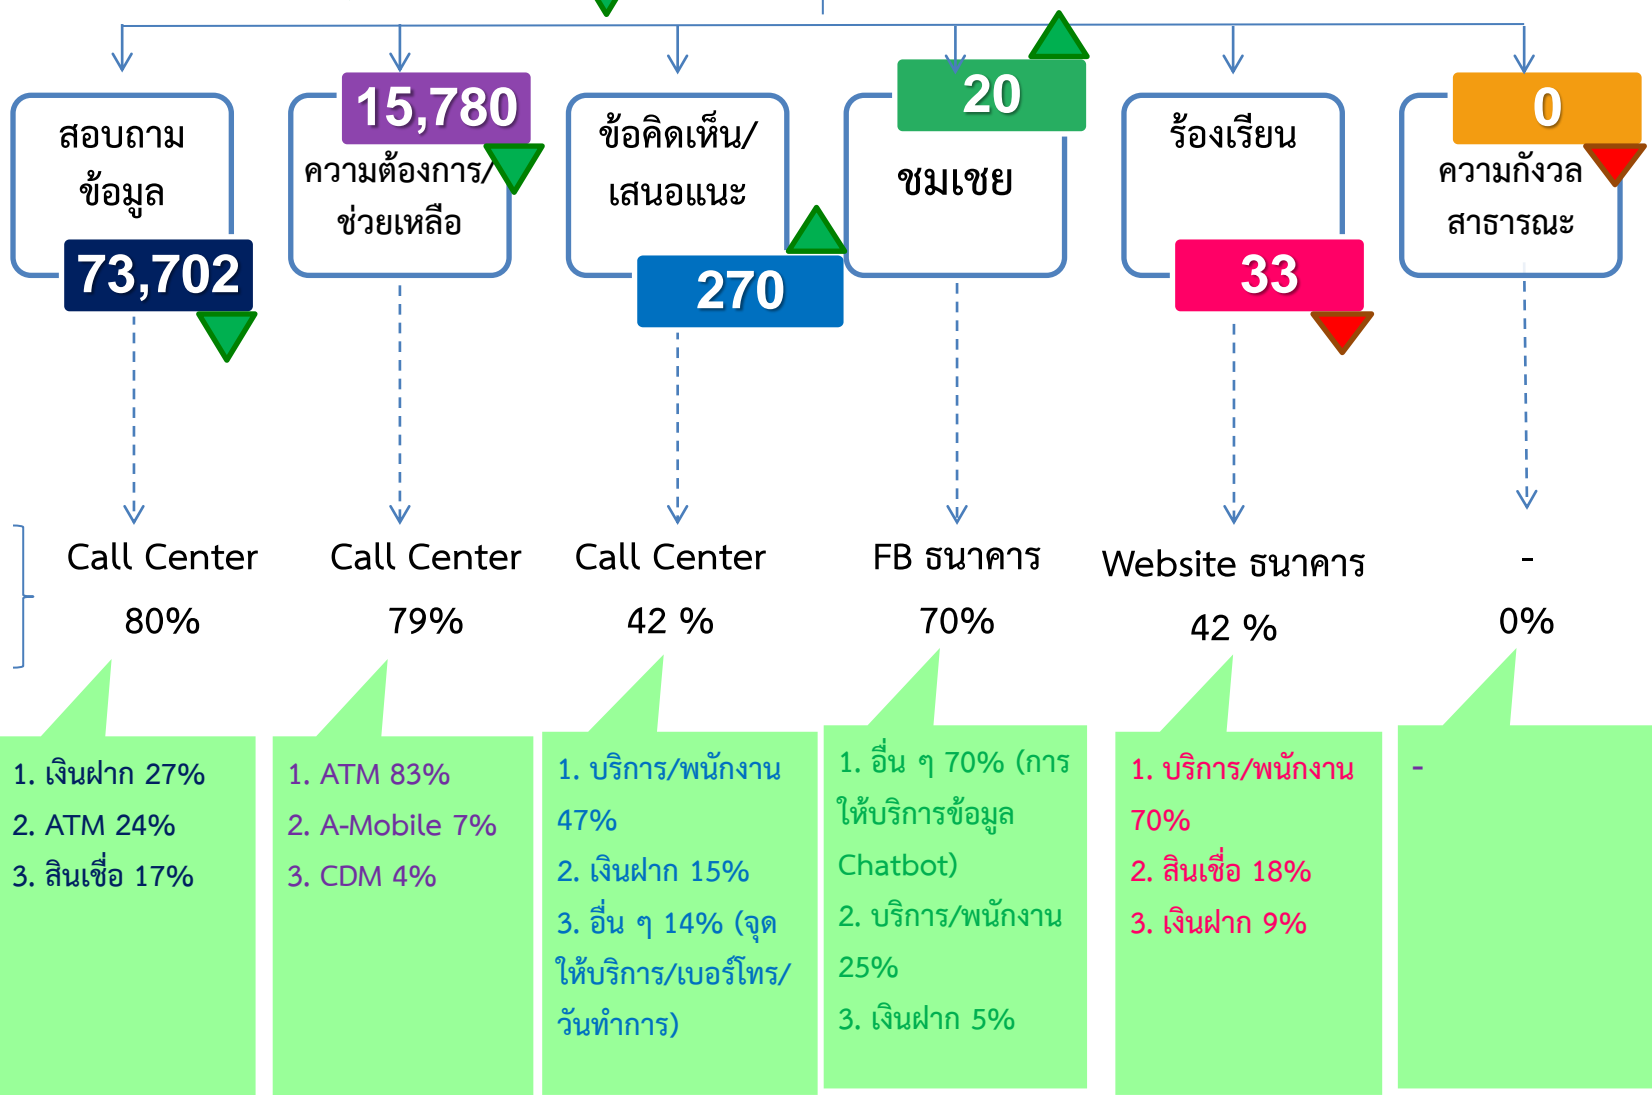 สอบถาม
ข้อมูล
73,702
15,780
ความต้องการ/
ช่วยเหลือ
ข้อคิดเห็น/
เสนอแนะ
270
20
ชมเชย
ร้องเรียน
33
0
ความกังวล
สาธารณะ
Call Center
80%
Call Center
79%
Call Center
42 %
FB ธนาคาร
70%
Website ธนาคาร
42 %
-
0%
1. เงินฝาก 27%
2. ATM 24%
3. สินเชื่อ 17%
1. ATM 83%
2. A-Mobile 7%
3. CDM 4%
1. บริการ/พนักงาน
47%
2. เงินฝาก 15%
3. อื่น ๆ 14% (จุด
ให้บริการ/เบอร์โทร/
วันทำการ)
1. อื่น ๆ 70% (การ
ให้บริการข้อมูล
Chatbot)
2. บริการ/พนักงาน
25%
3. เงินฝาก 5%
1. บริการ/พนักงาน
70%
2. สินเชื่อ 18%
3. เงินฝาก 9%
-